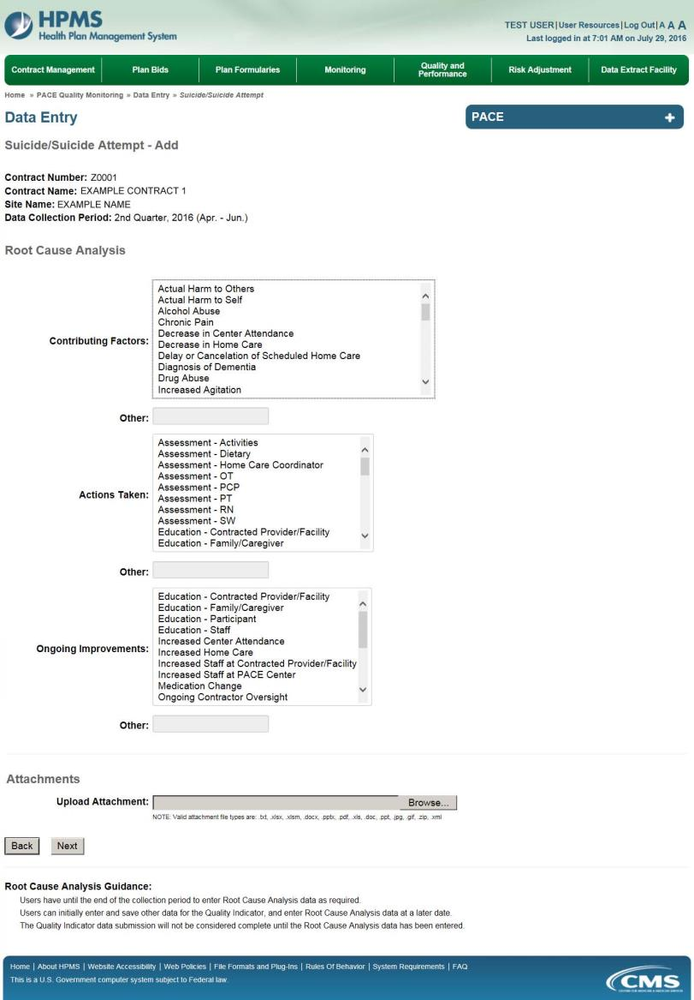 HPMS
Health Plan Management System
TEST USER|User Resources|Log Out|A A A
Last logged in at 7:01 AM on July 29, 2016
Contract Management
Plan Bids
Plan Formularies
Monitoring
Quality and
Performance
Risk Adjustment
Data Extract Facility
Home » PACE Quality Monitoring » Data Entry » Suicide/Suicide Attempt
Data Entry
PACE +
Suicide/Suicide Attempt - Add
Contract Number: Z0001
Contract Name: EXAMPLE CONTRACT 1
Site Name: EXAMPLE NAME
Data Collection Period: 2nd Quarter, 2016 (Apr. - Jun.)
Root Cause Analysis
Contributing Factors:
Actual Harm to Others
Actual Harm to Self
Alcohol Abuse
Chronic Pain
Decrease in Center Attendance
Decrease in Home Care
Delay or Cancelation of Scheduled Home Care
Diagnosis of Dementia
Drug Abuse
Increased Agitation
Other:
Actions Taken:
Assessment - Activities
Assessment - Dietary
Assessment - Home Care Coordinator
Assessment - OT
Assessment - PCP
Assessment - PT
Assessment - RN
Assessment - SW
Education - Contracted Provider/Facility
Education - Family/Caregiver
Other:
Ongoing Improvements:
Education - Contracted Provider/Facility
Education - Family/Caregiver
Education - Participant
Education - Staff
Increased Center Attendance
Increased Home Care
Increased Staff at Contracted Provider/Facility
Increased Staff at PACE Center
Medication Change
Ongoing Contractor Oversight
Other:
Attachments
Upload Attachment:
Browse...
NOTE: Valid attachment file types are: .txt, .xlsx, .xlsm, .docx, .pptx, .pdf, .xls, .doc, .ppt, .jpg, .gif, .zip, .xml
Back
Next
Root Cause Analysis Guidance:
Users have until the end of the collection period to enter Root Cause Analysis data as required.
Users can initially enter and save other data for the Quality Indicator, and enter Root Cause Analysis data at a later date.
The Quality Indicator data submission will not be considered complete until the Root Cause Analysis data has been entered.
Home | About HPMS | Website Accessibility | Web Policies | File Formats and Plug-Ins | Rules Of Behavior | System Requirements | FAQ
This is a U.S. Government computer system subject to Federal law.
CMS